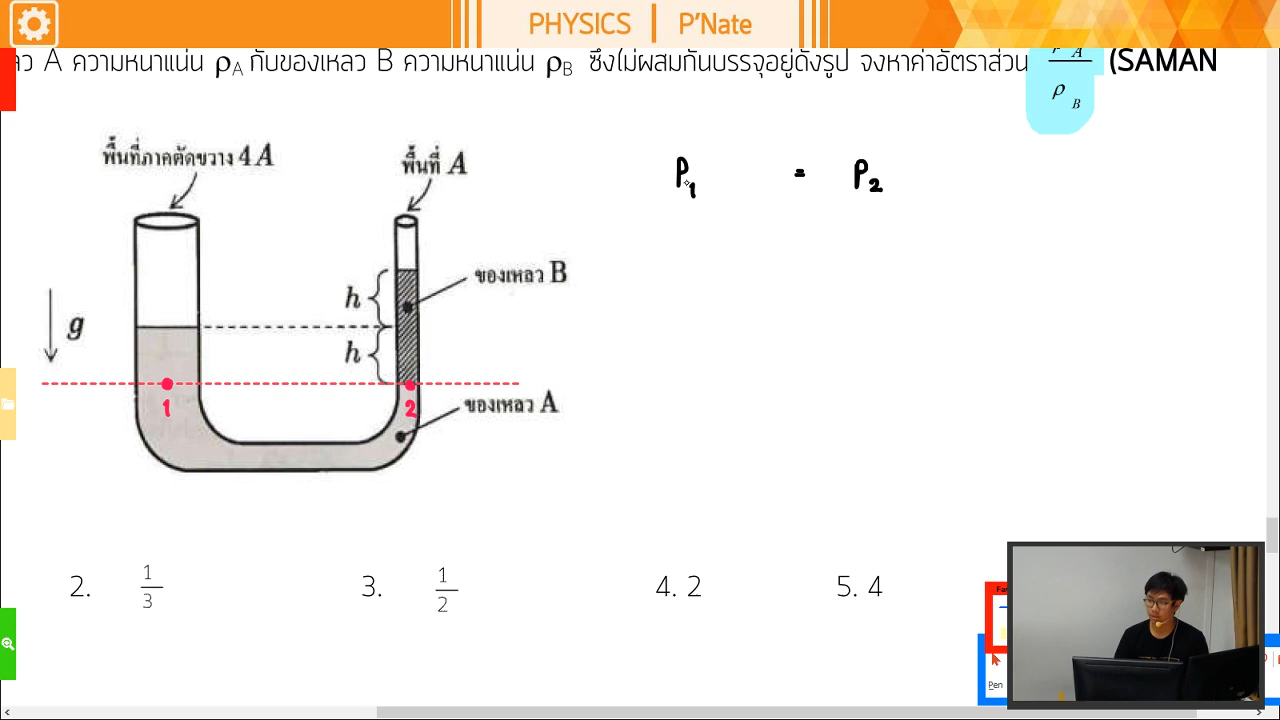 PHYSICS | P'Nate
A ความหนาแน่น ρA กับของเหลว B ความหนาแน่น ρB ซึ่งไม่ผสมกันบรรจุอยู่ดังรูป จงหาค่าอัตราส่วน A / ρ B (SAMAN
พื้นที่ภาคตัดขวาง 4A
พื้นที่ A
P1 = P2
h
ของเหลว B
g
h
1
2
ของเหลว A
2. 1/3
3. 1/2
4. 2
5. 4
Pen